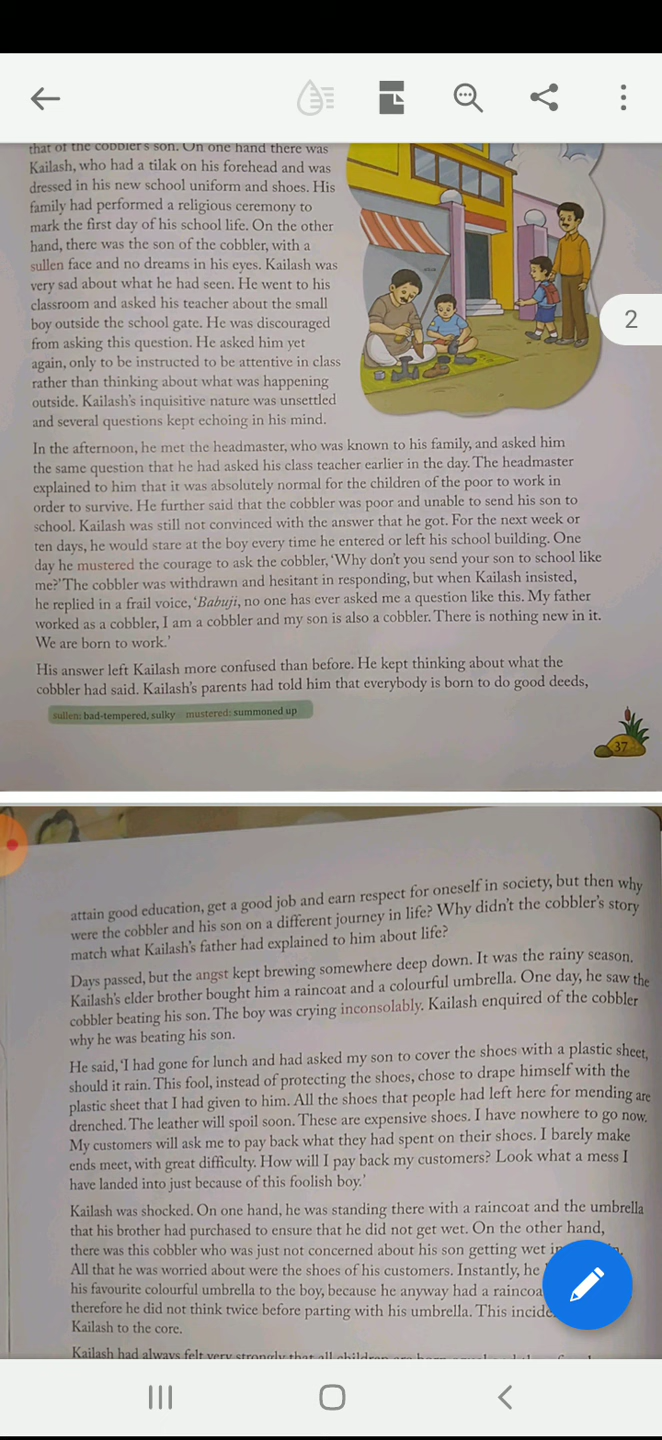 2
that of the cobbler's son. On one hand there was
Kailash, who had a tilak on his forehead and was
dressed in his new school uniform and shoes. His
family had performed a religious ceremony to
mark the first day of his school life. On the other
hand, there was the son of the cobbler, with a
sullen face and no dreams in his eyes. Kailash was
very sad about what he had seen. He went to his
classroom and asked his teacher about the small
boy outside the school gate. He was discouraged
from asking this question. He asked him yet
again, only to be instructed to be attentive in class
rather than thinking about what was happening
outside. Kailash's inquisitive nature was unsettled
and several questions kept echoing in his mind.
In the afternoon, he met the headmaster, who was known to his family, and asked him
the same question that he had asked his class teacher earlier in the day. The headmaster
explained to him that it was absolutely normal for the children of the poor to work in
order to survive. He further said that the cobbler was poor and unable to send his son to
school. Kailash was still not convinced with the answer that he got. For the next week or
ten days, he would stare at the boy every time he entered or left his school building. One
day he mustered the courage to ask the cobbler, 'Why don't you send your son to school like
me?' The cobbler was withdrawn and hesitant in responding, but when Kailash insisted,
he replied in a frail voice, 'Babuji, no one has ever asked me a question like this. My father
worked as a cobbler, I am a cobbler and my son is also a cobbler. There is nothing new in it.
We are born to work.'
His answer left Kailash more confused than before. He kept thinking about what the
cobbler had said. Kailash's parents had told him that everybody is born to do good deeds,
sullen: bad-tempered, sulky mustered: summoned up
37
attain good education, get a good job and earn respect for oneself in society, but then why
were the cobbler and his son on a different journey in life? Why didn't the cobbler's story
match what Kailash's father had explained to him about life?
Days passed, but the angst kept brewing somewhere deep down. It was the rainy season.
Kailash's elder brother bought him a raincoat and a colourful umbrella. One day, he saw the
cobbler beating his son. The boy was crying inconsolably. Kailash enquired of the cobbler
why he was beating his son.
He said, 'I had gone for lunch and had asked my son to cover the shoes with a plastic sheet,
should it rain. This fool, instead of protecting the shoes, chose to drape himself with the
plastic sheet that I had given to him. All the shoes that people had left here for mending are
drenched. The leather will spoil soon. These are expensive shoes. I have nowhere to go now.
My customers will ask me to pay back what they had spent on their shoes. I barely make
ends meet, with great difficulty. How will I pay back my customers? Look what a mess I
have landed into just because of this foolish boy.'
Kailash was shocked. On one hand, he was standing there with a raincoat and the umbrella
that his brother had purchased to ensure that he did not get wet. On the other hand,
there was this cobbler who was just not concerned about his son getting wet
All that he was worried about were the shoes of his customers. Instantly, he
his favourite colourful umbrella to the boy, because he anyway had a
therefore he did not think twice before parting with his umbrella. This
Kailash to the core.
Kailash had always felt very strongly that all children